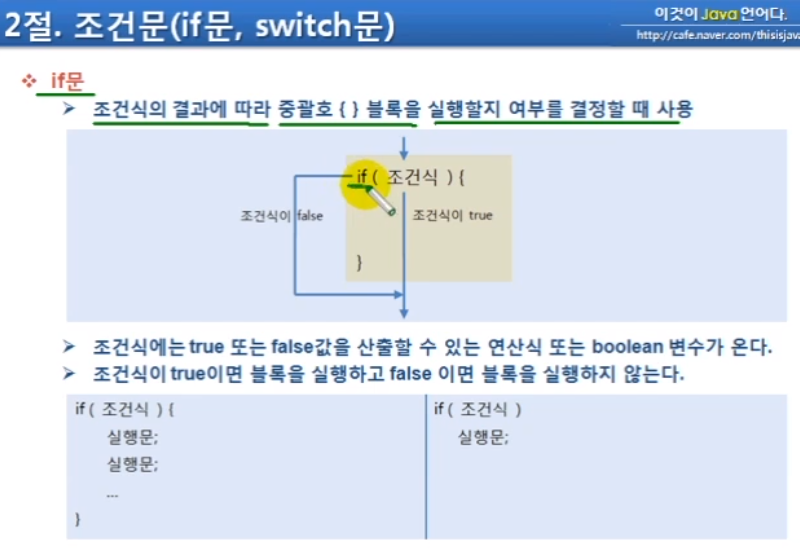 2절. 조건문(if문, switch문)
이것이 Java 언어다.
http://cafe.naver.com/thisisjava
❖ if문
➤ 조건식의 결과에 따라 중괄호 { } 블록을 실행할지 여부를 결정할 때 사용
if ( 조건식 ) {
조건식이 false
조건식이 true
}
➤ 조건식에는 true 또는 false값을 산출할 수 있는 연산식 또는 boolean 변수가 온다.
➤ 조건식이 true이면 블록을 실행하고 false 이면 블록을 실행하지 않는다.
if ( 조건식 ) {
실행문;
실행문;
...
}
if ( 조건식 )
실행문;